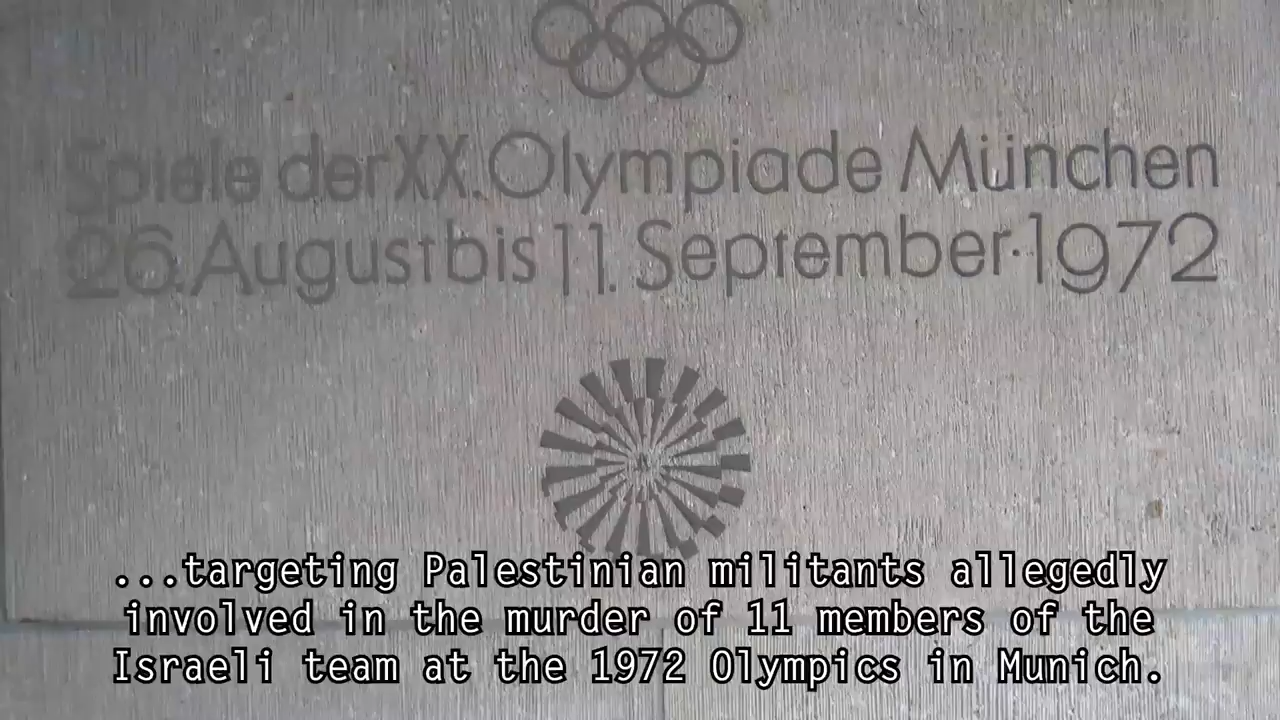 Spiele der XX. Olympiade München
26. August bis 11. September · 1972
...targeting Palestinian militants allegedly
involved in the murder of 11 members of the
Israeli team at the 1972 Olympics in Munich.